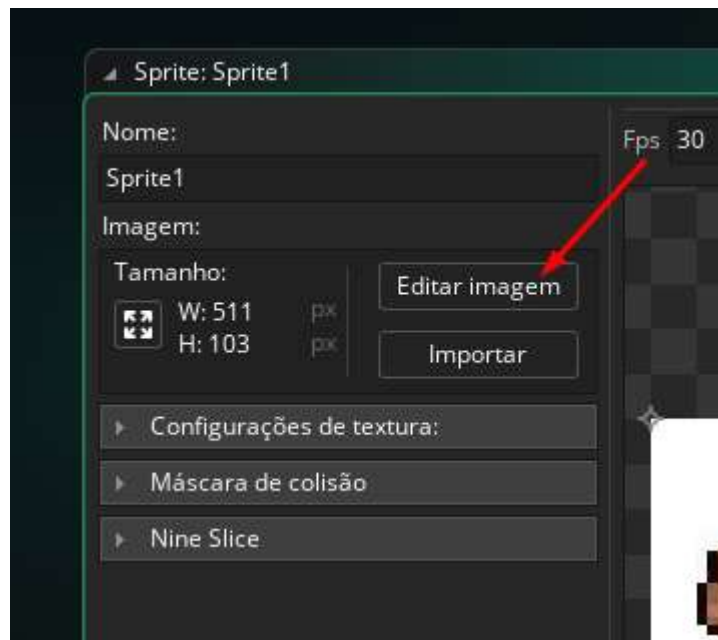 Sprite: Sprite1
Nome:
Fps 30
Sprite1
Imagem:
Tamanho:
Editar imagem
W: 511 px
H: 103 px
Importar
Configurações de textura:
Máscara de colisão
Nine Slice